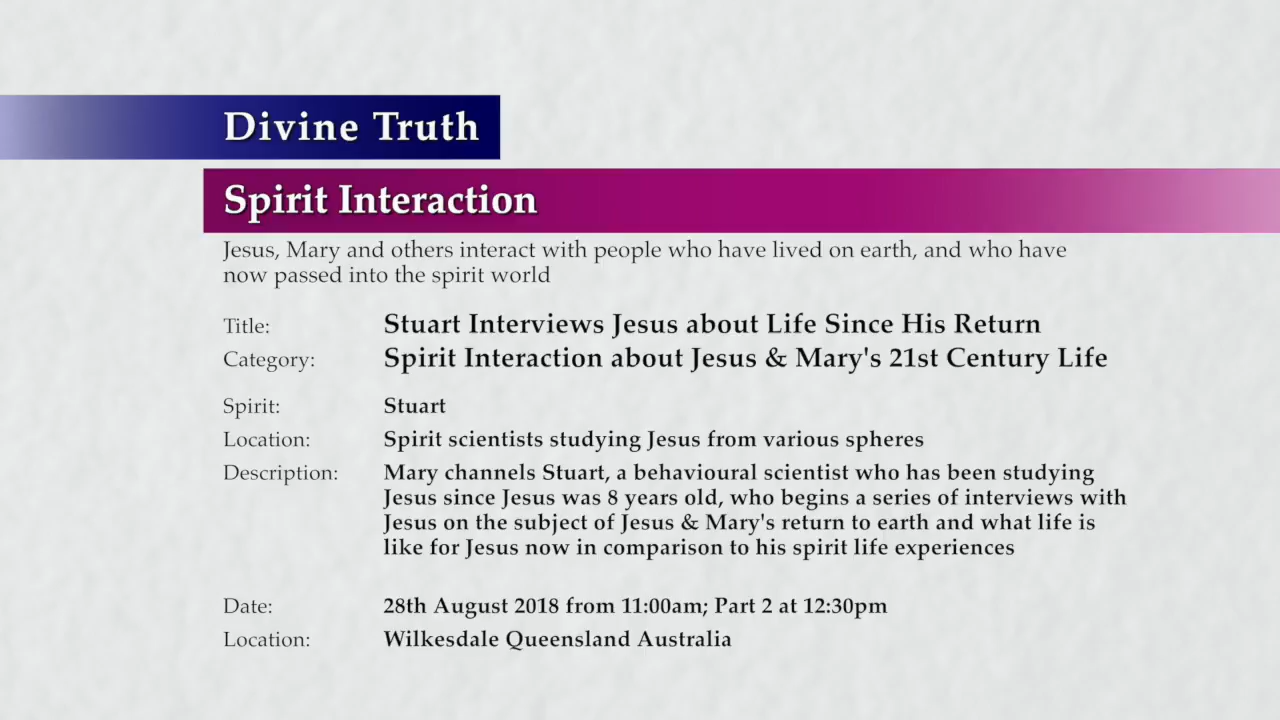 Divine Truth
Spirit Interaction
Jesus, Mary and others interact with people who have lived on earth, and who have
now passed into the spirit world
Title: Stuart Interviews Jesus about Life Since His Return
Category: Spirit Interaction about Jesus & Mary's 21st Century Life
Spirit: Stuart
Location: Spirit scientists studying Jesus from various spheres
Description: Mary channels Stuart, a behavioural scientist who has been studying
Jesus since Jesus was 8 years old, who begins a series of interviews with
Jesus on the subject of Jesus & Mary's return to earth and what life is
like for Jesus now in comparison to his spirit life experiences
Date: 28th August 2018 from 11:00am; Part 2 at 12:30pm
Location: Wilkesdale Queensland Australia